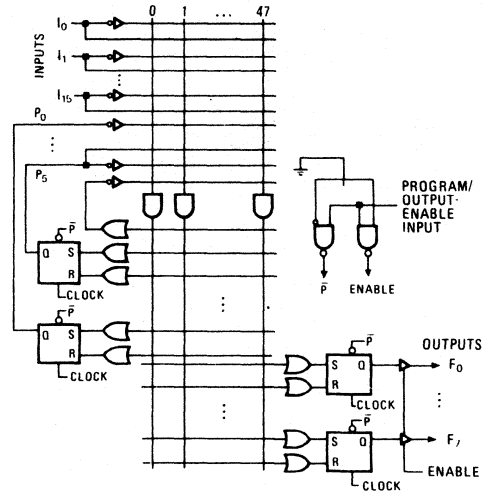 0 1 ... 47
INPUTS
I0
I1
⋮
I15
P0
⋮
P5
P̄
Q S
R
CLOCK
P̄
Q S
R
CLOCK
PROGRAM/
OUTPUT-
ENABLE
INPUT
P̄ ENABLE
⋮
⋮
OUTPUTS
P̄
S Q
R
CLOCK
F0
⋮
P̄
S Q
R
CLOCK
F7
ENABLE